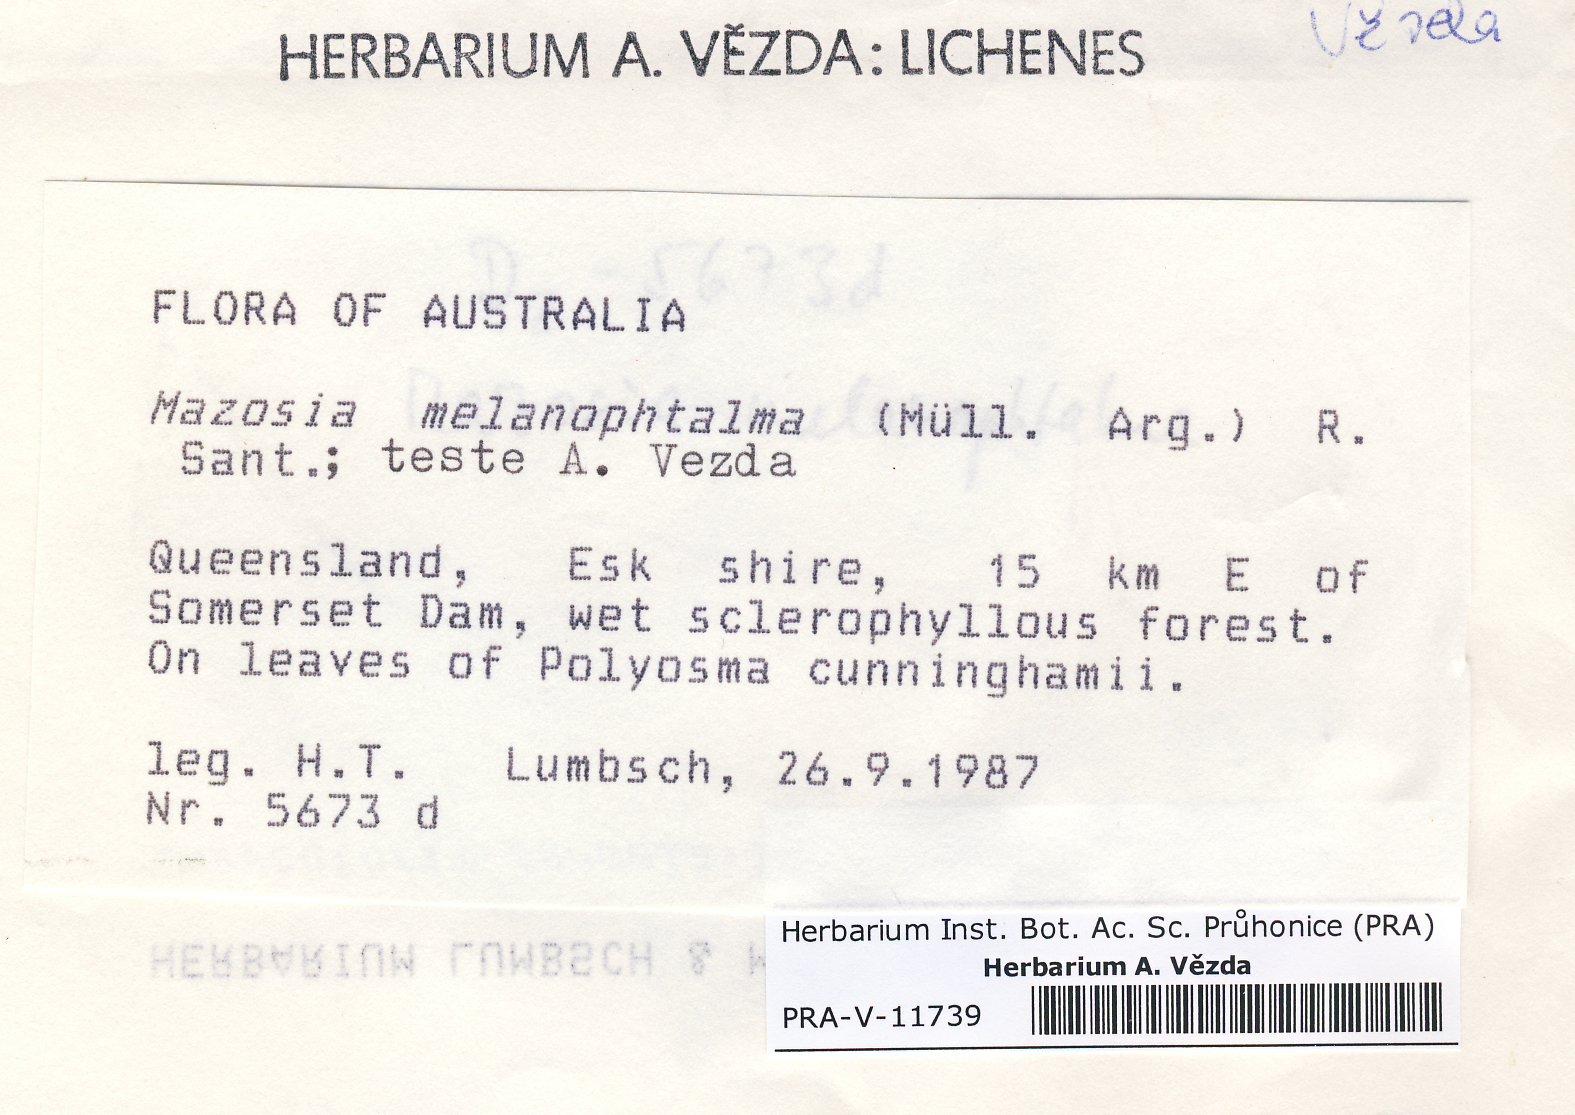 Vězda
HERBARIUM A. VĚZDA: LICHENES
FLORA OF AUSTRALIA
Mazosia melanophtalma (Müll. Arg.) R.
Sant.; teste A. Vezda
Queensland, Esk shire, 15 km E of
Somerset Dam, wet sclerophyllous forest.
On leaves of Polyosma cunninghamii.
leg. H.T. Lumbsch, 26.9.1987
Nr. 5673 d
HERBARIUM LUMBSCH &
Herbarium Inst. Bot. Ac. Sc. Průhonice (PRA)
Herbarium A. Vězda
PRA-V-11739